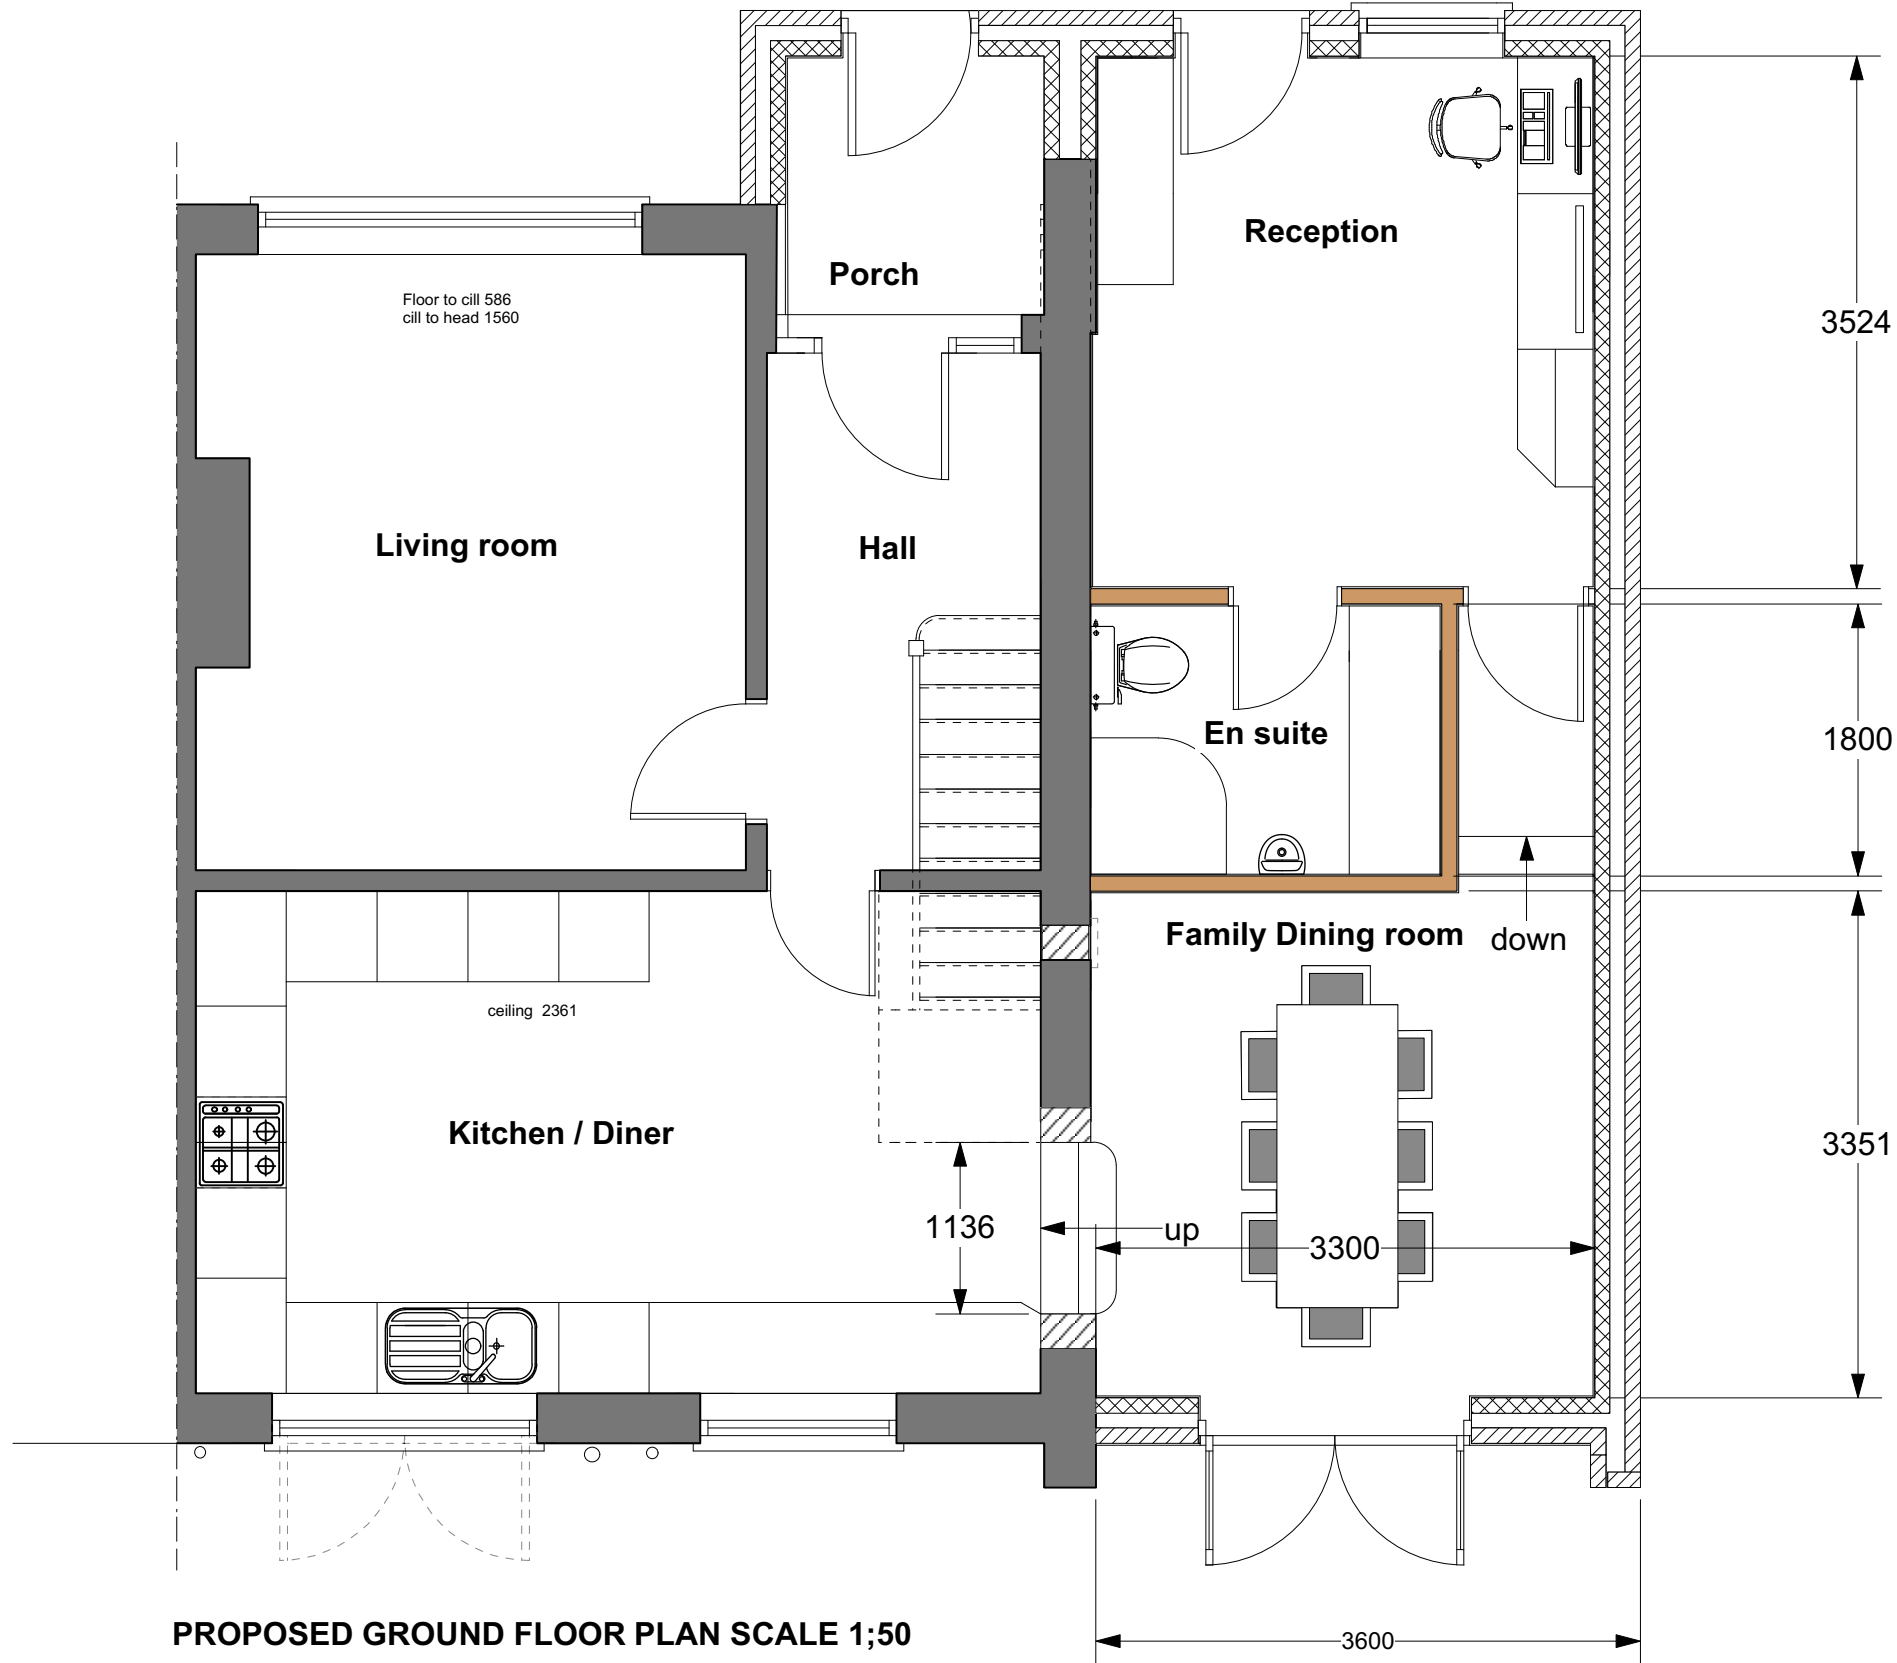 Reception
Porch
Floor to cill 586
cill to head 1560
3524
Living room
Hall
En suite
1800
Family Dining room
down
ceiling 2361
Kitchen / Diner
3351
1136
up
3300
PROPOSED GROUND FLOOR PLAN SCALE 1;50
3600